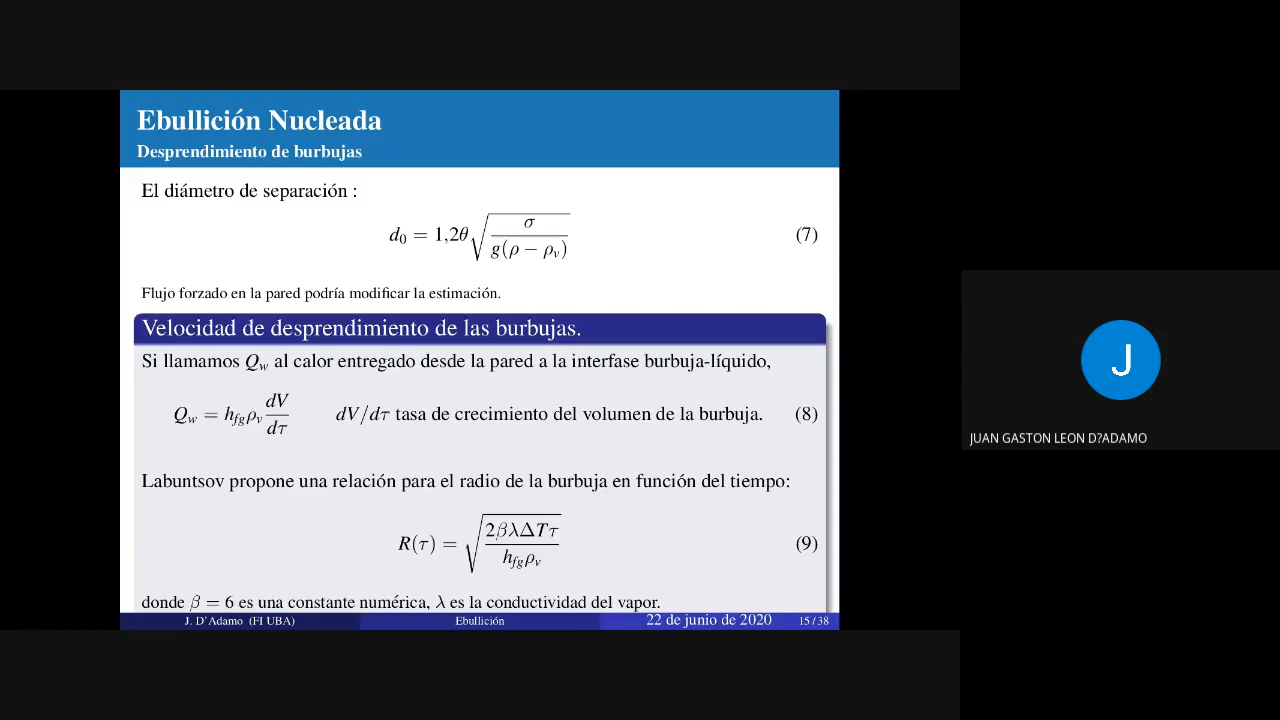 Ebullición Nucleada
Desprendimiento de burbujas
El diámetro de separación :
d₀ = 1,2θ√(σ / g(ρ − ρᵥ)) (7)
Flujo forzado en la pared podría modificar la estimación.
Velocidad de desprendimiento de las burbujas.
Si llamamos Q_w al calor entregado desde la pared a la interfase burbuja-líquido,
Q_w = h_fg ρ_v dV/dτ dV/dτ tasa de crecimiento del volumen de la burbuja. (8)
Labuntsov propone una relación para el radio de la burbuja en función del tiempo:
R(τ) = √(2βλΔTτ / h_fg ρ_v) (9)
donde β = 6 es una constante numérica, λ es la conductividad del vapor.
J. D'Adamo (FI UBA) Ebullición 22 de junio de 2020 15 / 38
J
JUAN GASTON LEON D?ADAMO